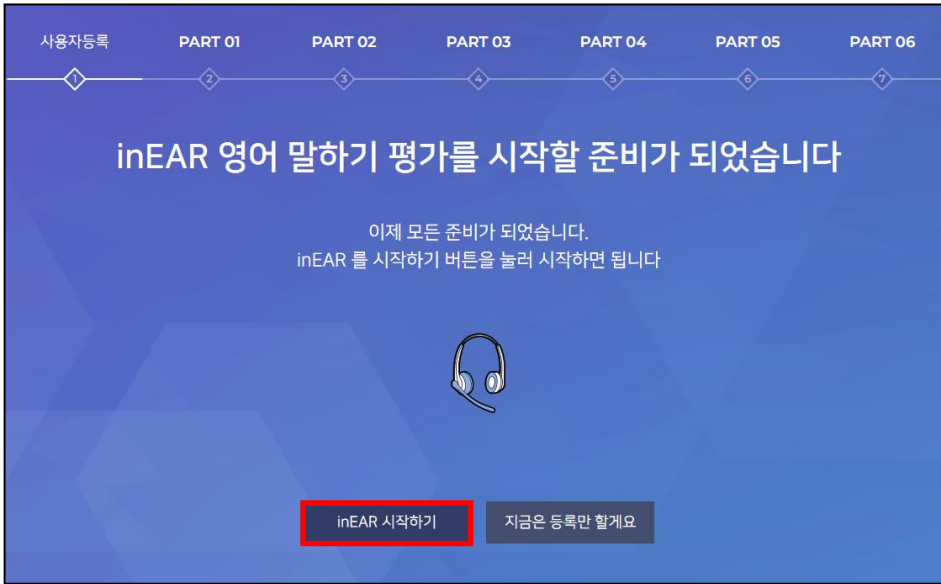 사용자등록 PART 01 PART 02 PART 03 PART 04 PART 05 PART 06
1 2 3 4 5 6 7
inEAR 영어 말하기 평가를 시작할 준비가 되었습니다
이제 모든 준비가 되었습니다.
inEAR 를 시작하기 버튼을 눌러 시작하면 됩니다
inEAR 시작하기 지금은 등록만 할게요